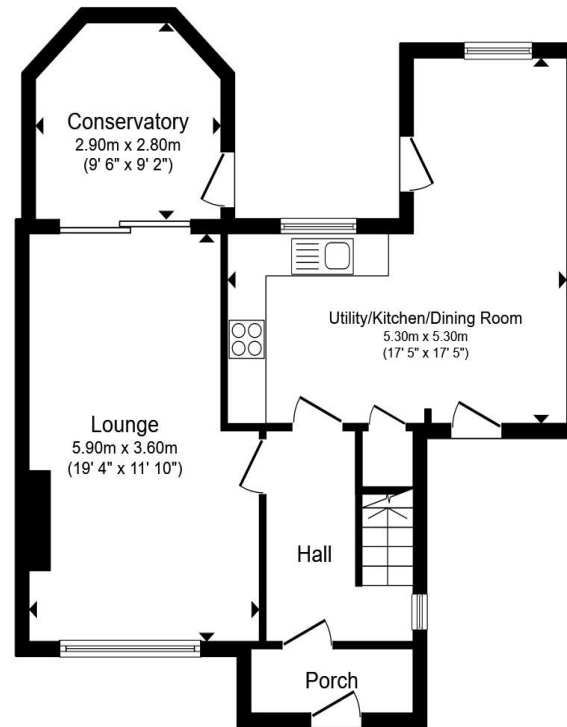 Conservatory
2.90m x 2.80m
(9' 6" x 9' 2")
Utility/Kitchen/Dining Room
5.30m x 5.30m
(17' 5" x 17' 5")
Lounge
5.90m x 3.60m
(19' 4" x 11' 10")
Hall
Porch